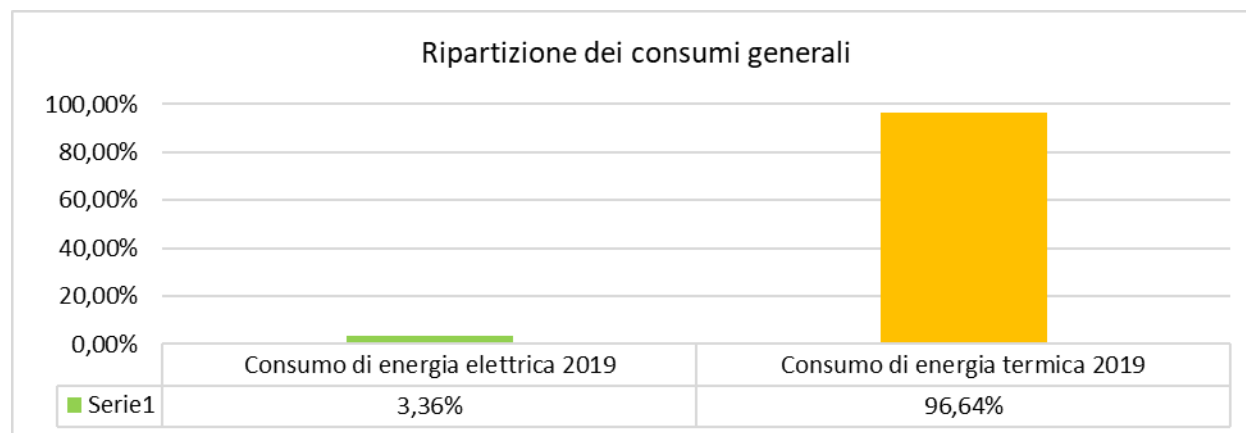 Ripartizione dei consumi generali
100,00%
80,00%
60,00%
40,00%
20,00%
0,00%
Consumo di energia elettrica 2019 Consumo di energia termica 2019
Serie1 3,36% 96,64%